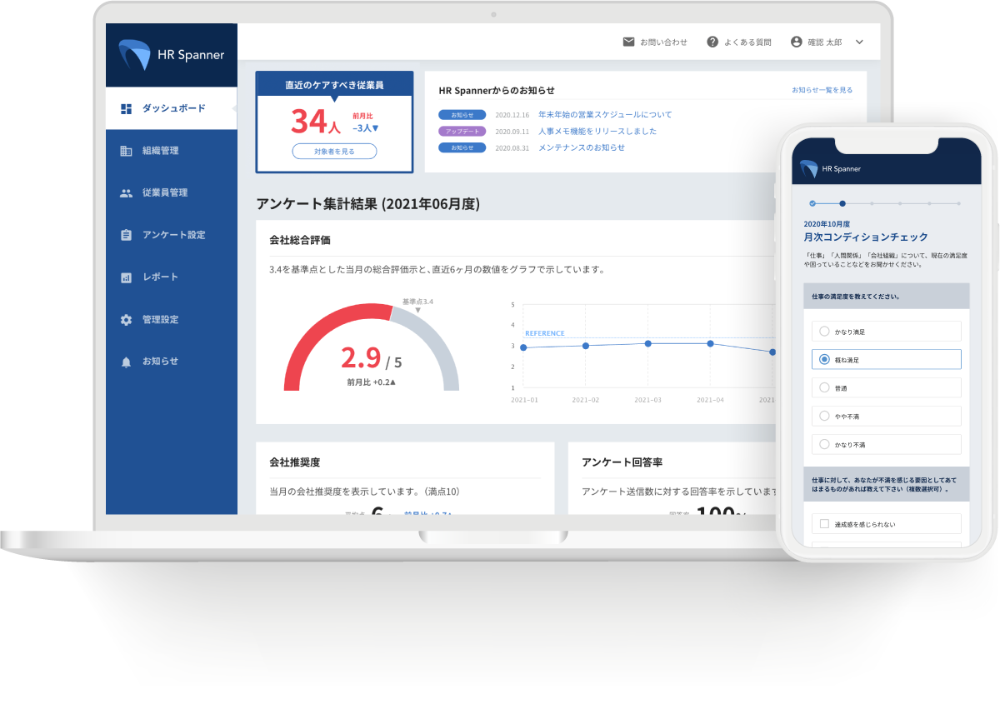 HR Spanner
お問い合わせ
よくある質問
確認 太郎
ダッシュボード
組織管理
従業員管理
アンケート設定
レポート
管理設定
お知らせ
直近のケアすべき従業員
34人
前月比
−3人▼
対象者を見る
HR Spannerからのお知らせ
お知らせ一覧を見る
お知らせ 2020.12.16 年末年始の営業スケジュールについて
アップデート 2020.09.11 人事メモ機能をリリースしました
お知らせ 2020.08.31 メンテナンスのお知らせ
アンケート集計結果 (2021年06月度)
会社総合評価
3.4を基準点とした当月の総合評価示と、直近6ヶ月の数値をグラフで示しています。
基準点3.4
▼
2.9 / 5
前月比 +0.2▲
5
4
REFERENCE
3
2
1
2021−01
2021−02
2021−03
2021−04
2021
会社推奨度
当月の会社推奨度を表示しています。（満点10）
アンケート回答率
アンケート送信数に対する回答率を示しています
100%
HR Spanner
2020年10月度
月次コンディションチェック
「仕事」「人間関係」「会社組織」について、現在の満足度
や困っていることなどをお聞かせください。
仕事の満足度を教えてください。
かなり満足
概ね満足
普通
やや不満
かなり不満
仕事に対して、あなたが不満を感じる要因としてあて
はまるものがあれば教えて下さい（複数選択可）。
達成感を感じられない